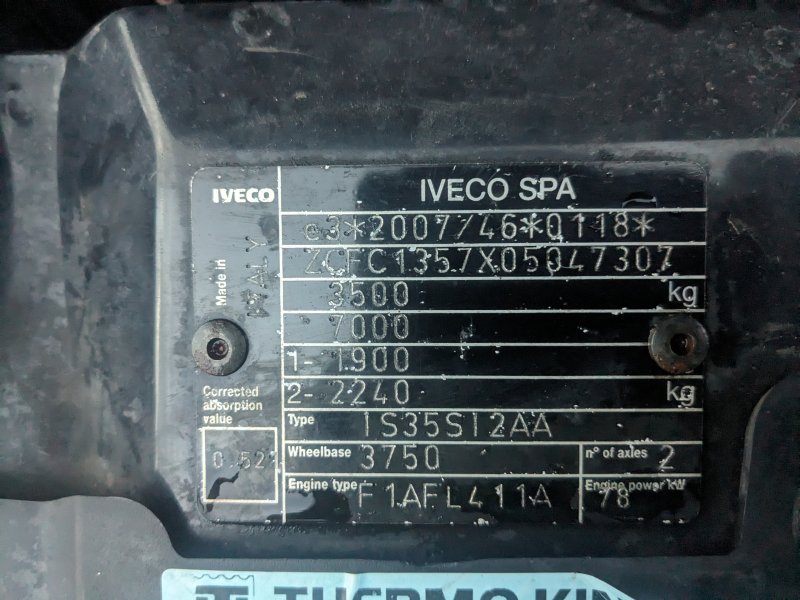 IVECO
IVECO SPA
e3*2007/46*0118*
ZCFC1357X05047307
Made in ITALY
3500 kg
7000
1- 1900
2- 2240 kg
Corrected
absorption
value
0.52
Type IS35SI2AA
Wheelbase 3750 n° of axles 2
Engine type F1AFL411A Engine power kW 78
THERMO KIN